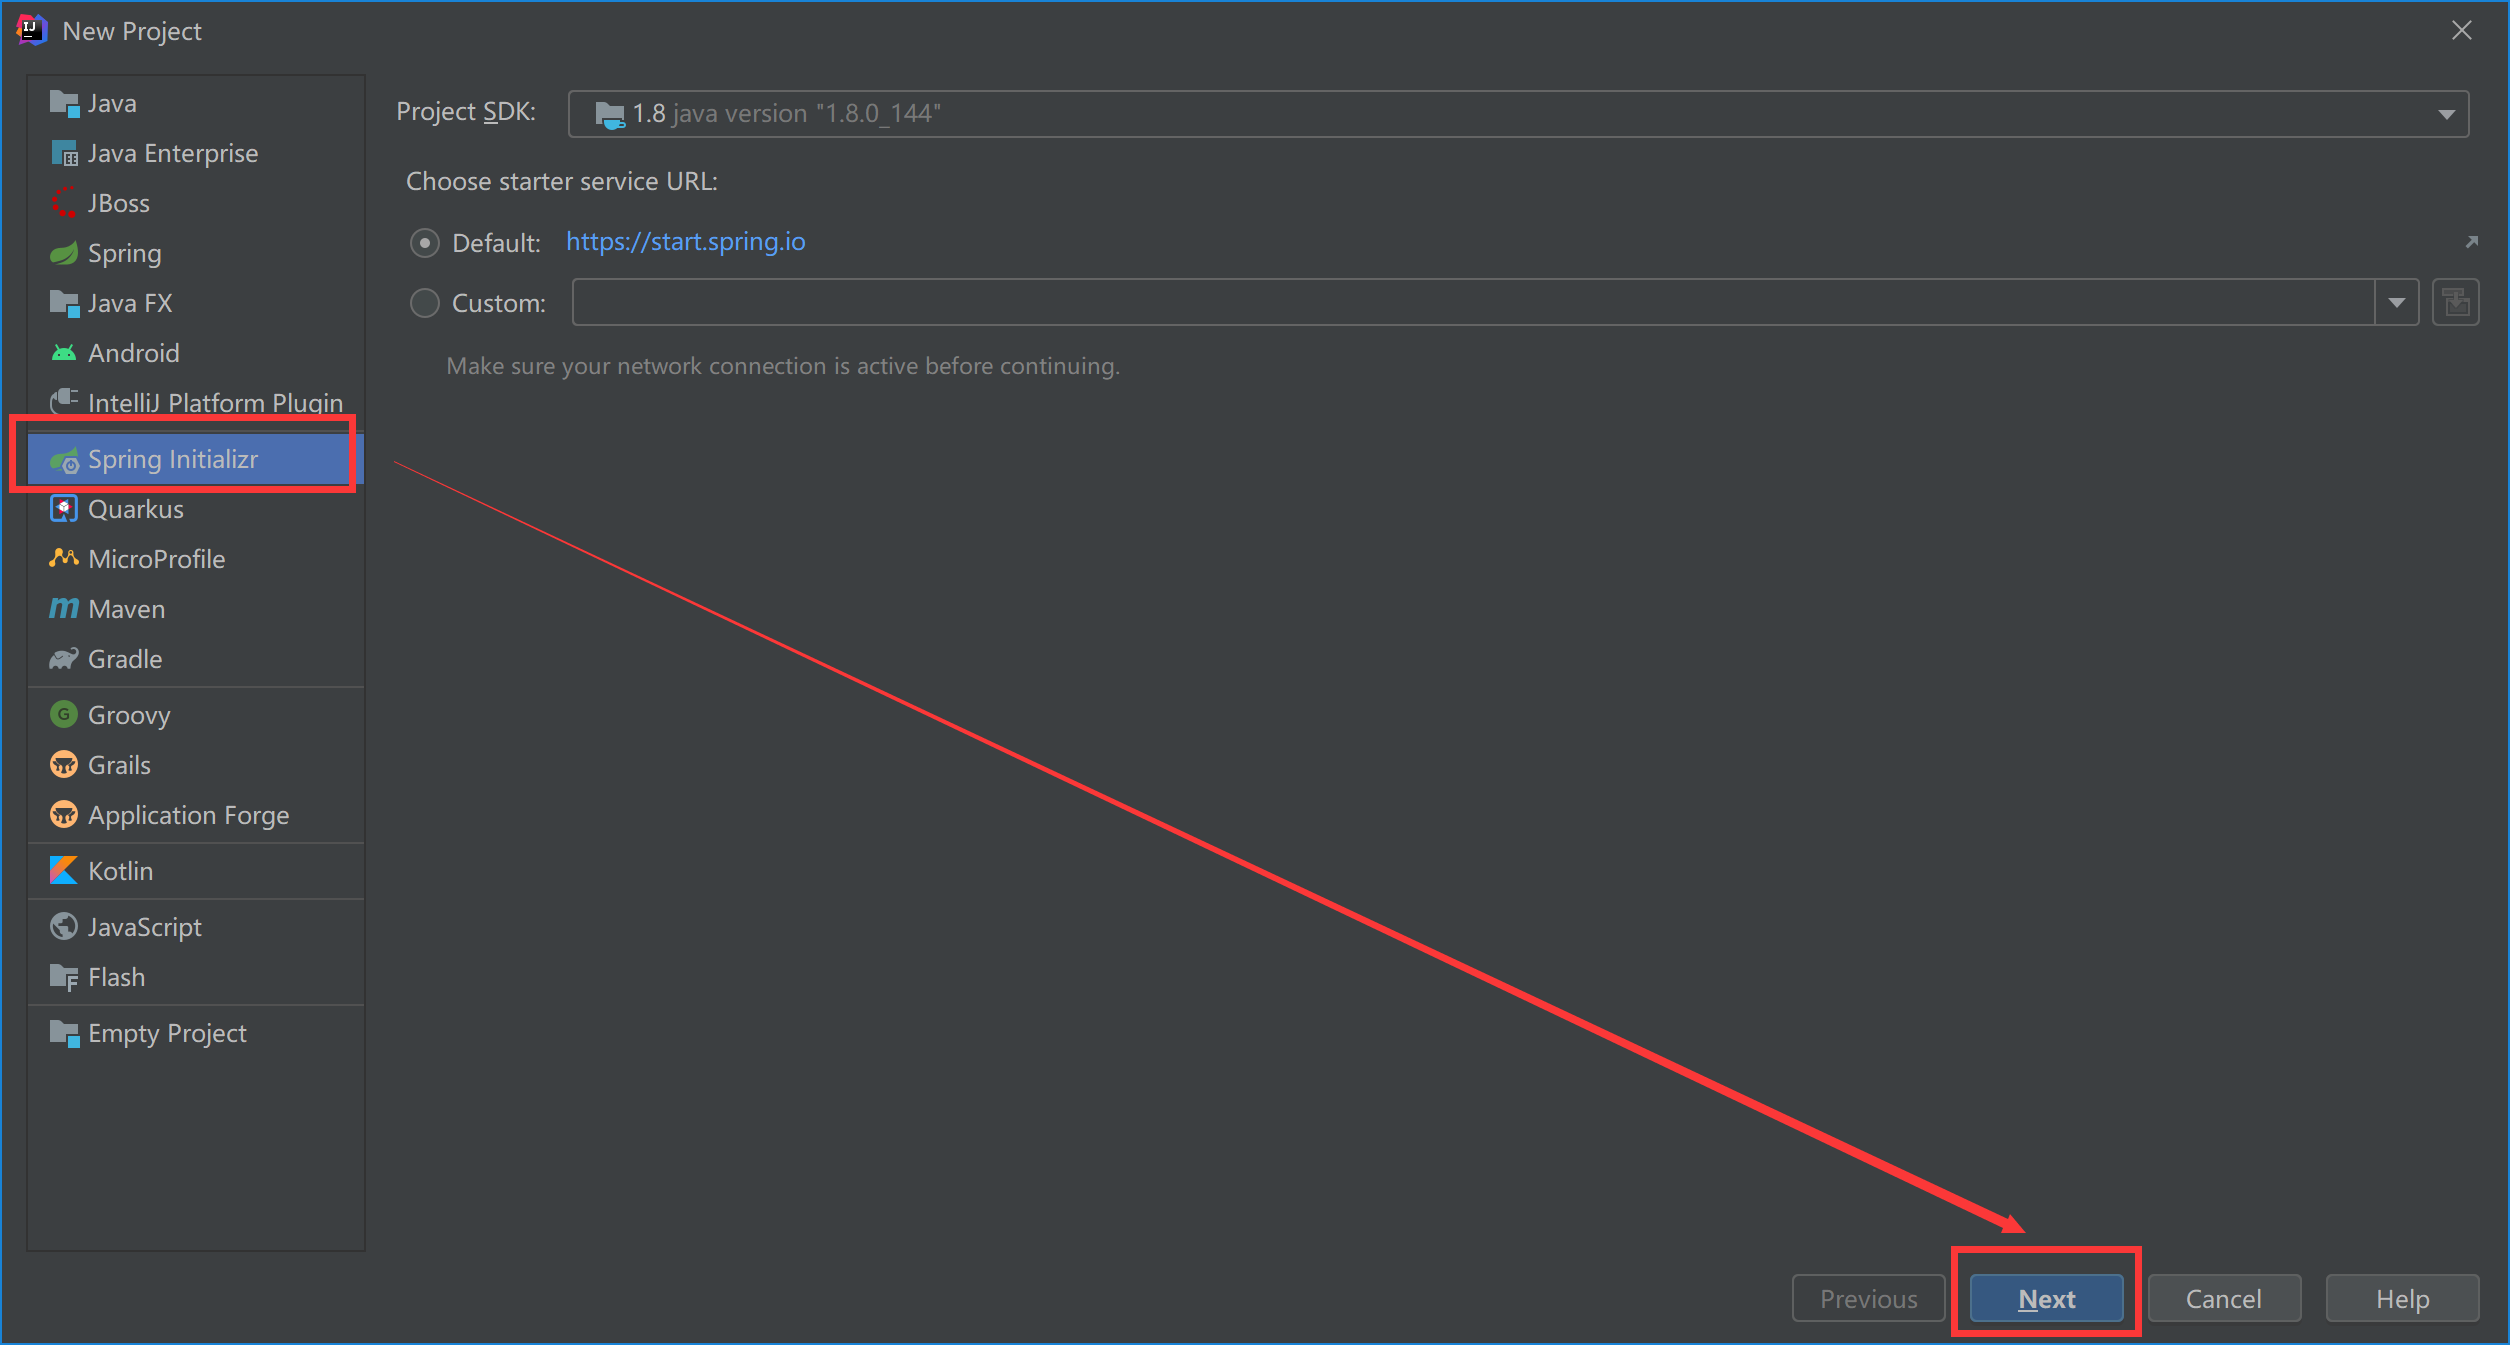 New Project
Java
Java Enterprise
JBoss
Spring
Java FX
Android
IntelliJ Platform Plugin
Spring Initializr
Quarkus
MicroProfile
Maven
Gradle
Groovy
Grails
Application Forge
Kotlin
JavaScript
Flash
Empty Project
Project SDK: 1.8 java version "1.8.0_144"
Choose starter service URL:
Default: https://start.spring.io
Custom:
Make sure your network connection is active before continuing.
Previous Next Cancel Help